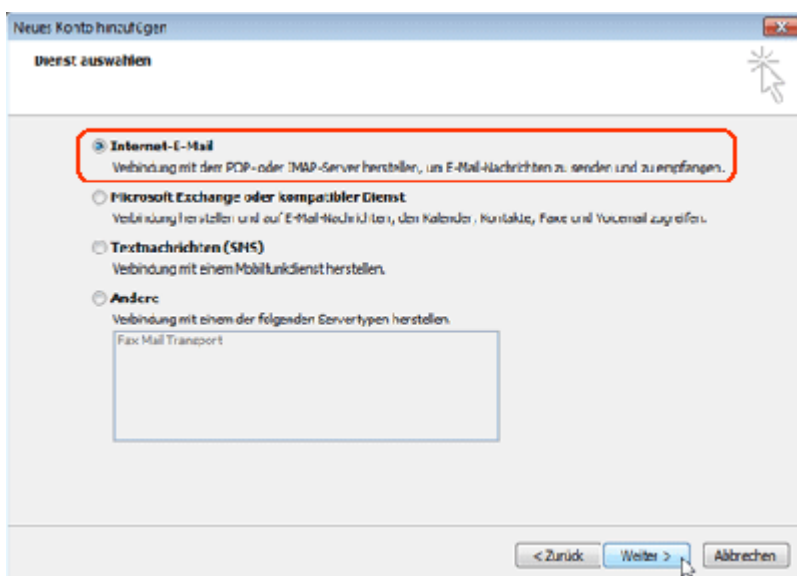 Neues Konto hinzufügen
Dienst auswählen
Internet-E-Mail
Verbindung mit dem POP- oder IMAP-Server herstellen, um E-Mail-Nachrichten zu senden und zu empfangen.
Microsoft Exchange oder kompatibler Dienst
Verbindung herstellen und auf E-Mail-Nachrichten, den Kalender, Kontakte, Faxe und Voicemail zugreifen.
Textnachrichten (SMS)
Verbindung mit einem Mobilfunkdienst herstellen.
Andere
Verbindung mit einem der folgenden Servertypen herstellen.
Fax Mail Transport
< Zurück Weiter > Abbrechen